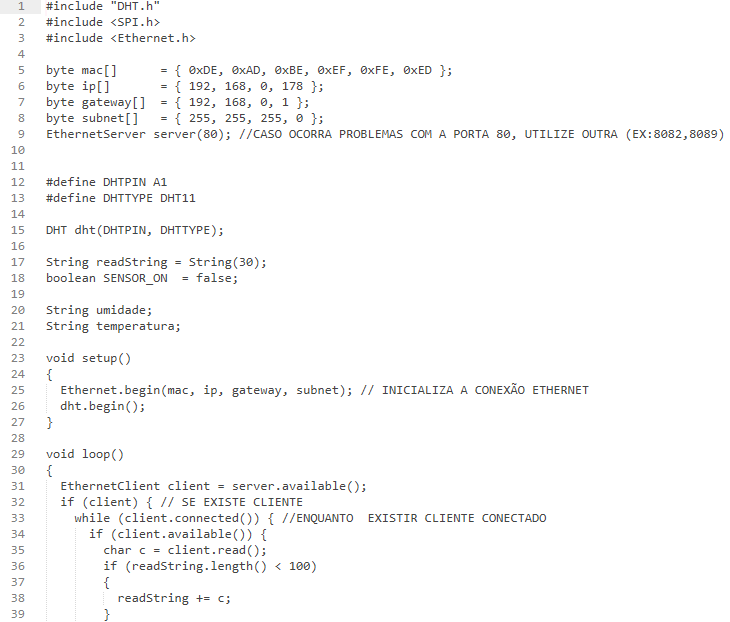 1 #include "DHT.h"
2 #include <SPI.h>
3 #include <Ethernet.h>
4
5 byte mac[]      = { 0xDE, 0xAD, 0xBE, 0xEF, 0xFE, 0xED };
6 byte ip[]       = { 192, 168, 0, 178 };
7 byte gateway[]  = { 192, 168, 0, 1 };
8 byte subnet[]   = { 255, 255, 255, 0 };
9 EthernetServer server(80); //CASO OCORRA PROBLEMAS COM A PORTA 80, UTILIZE OUTRA (EX:8082,8089)
10
11
12 #define DHTPIN A1
13 #define DHTTYPE DHT11
14
15 DHT dht(DHTPIN, DHTTYPE);
16
17 String readString = String(30);
18 boolean SENSOR_ON  = false;
19
20 String umidade;
21 String temperatura;
22
23 void setup()
24 {
25   Ethernet.begin(mac, ip, gateway, subnet); // INICIALIZA A CONEXÃO ETHERNET
26   dht.begin();
27 }
28
29 void loop()
30 {
31   EthernetClient client = server.available();
32   if (client) { // SE EXISTE CLIENTE
33     while (client.connected()) { //ENQUANTO  EXISTIR CLIENTE CONECTADO
34       if (client.available()) {
35         char c = client.read();
36         if (readString.length() < 100)
37         {
38           readString += c;
39         }